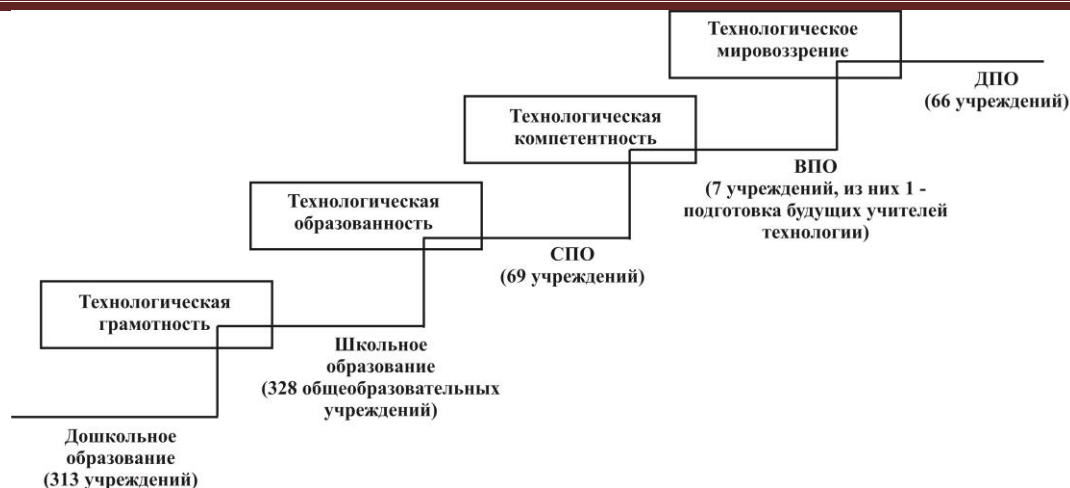 Технологическое
мировоззрение
ДПО
(66 учреждений)
Технологическая
компетентность
ВПО
(7 учреждений, из них 1 -
подготовка будущих учителей
технологии)
Технологическая
образованность
СПО
(69 учреждений)
Технологическая
грамотность
Школьное
образование
(328 общеобразовательных
учреждений)
Дошкольное
образование
(313 учреждений)